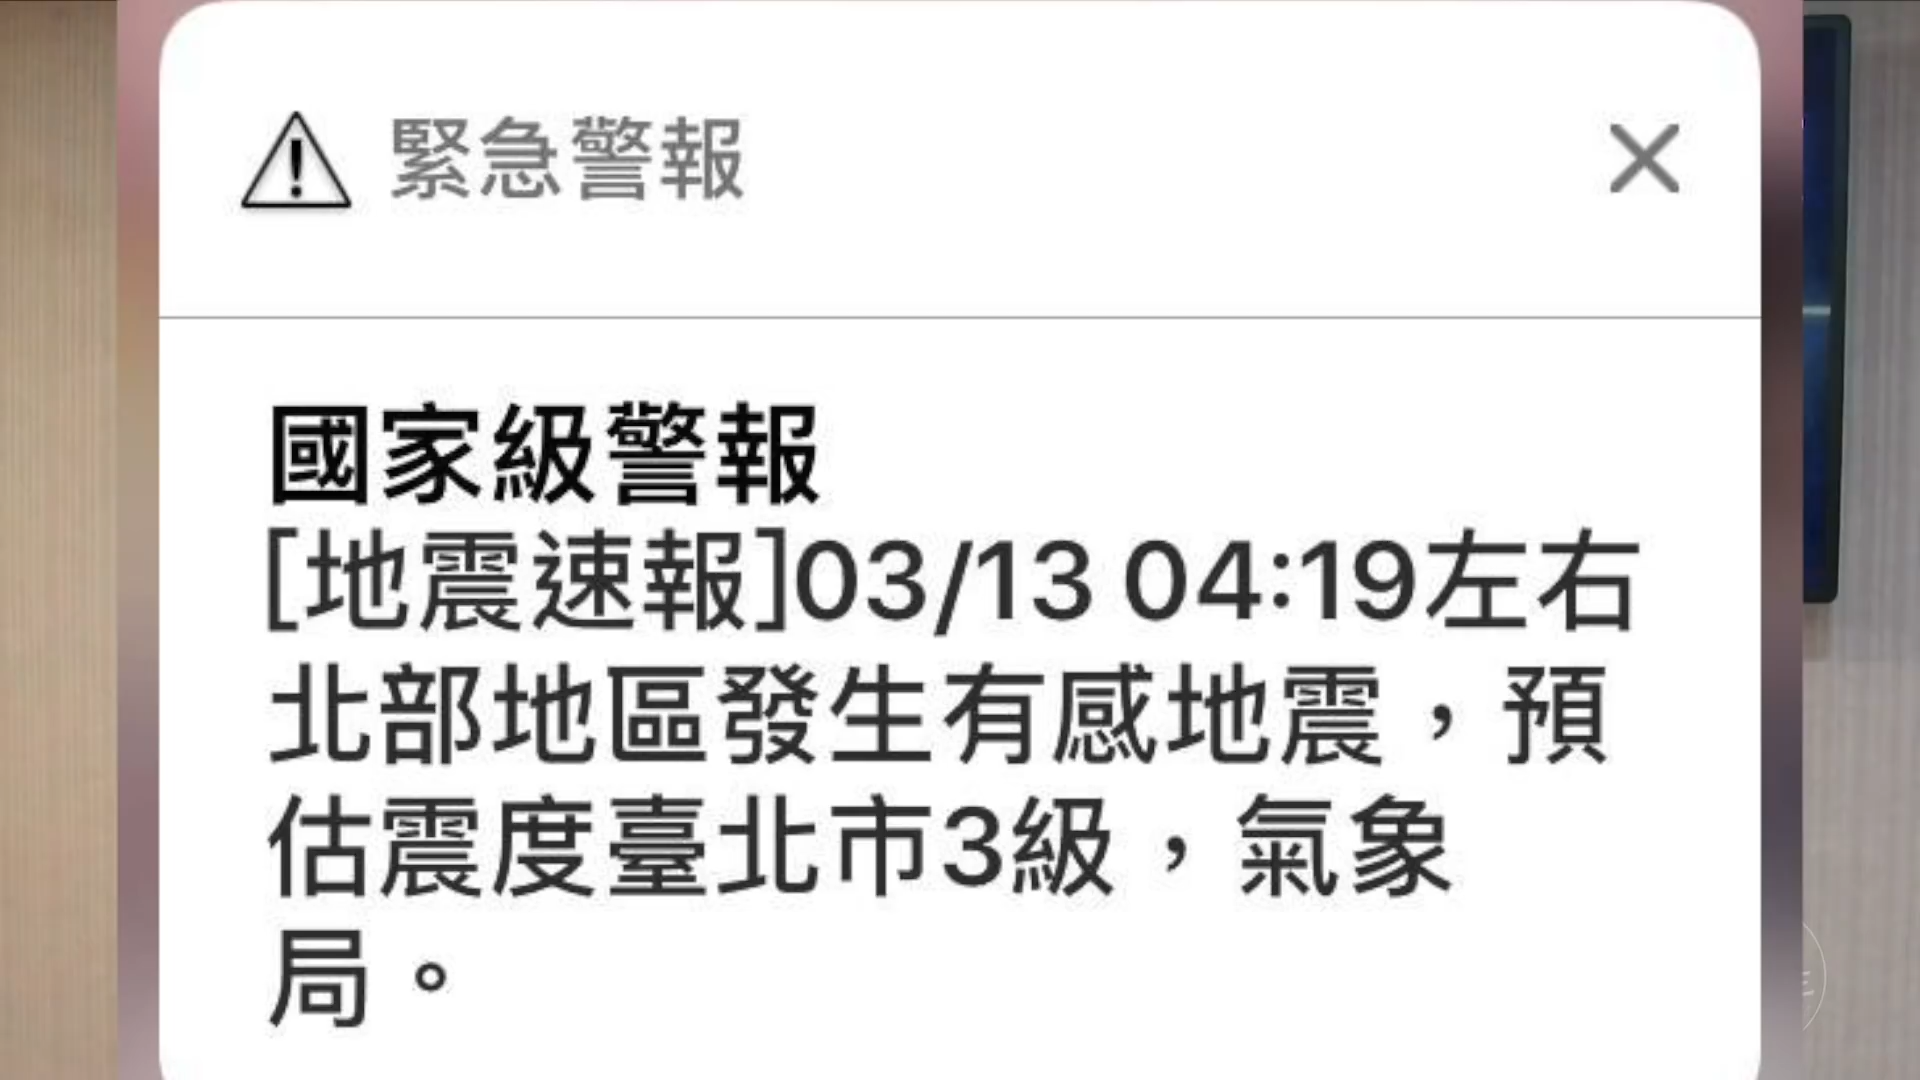 緊急警報
國家級警報
[地震速報]03/13 04:19左右
北部地區發生有感地震，預
估震度臺北市3級，氣象
局。